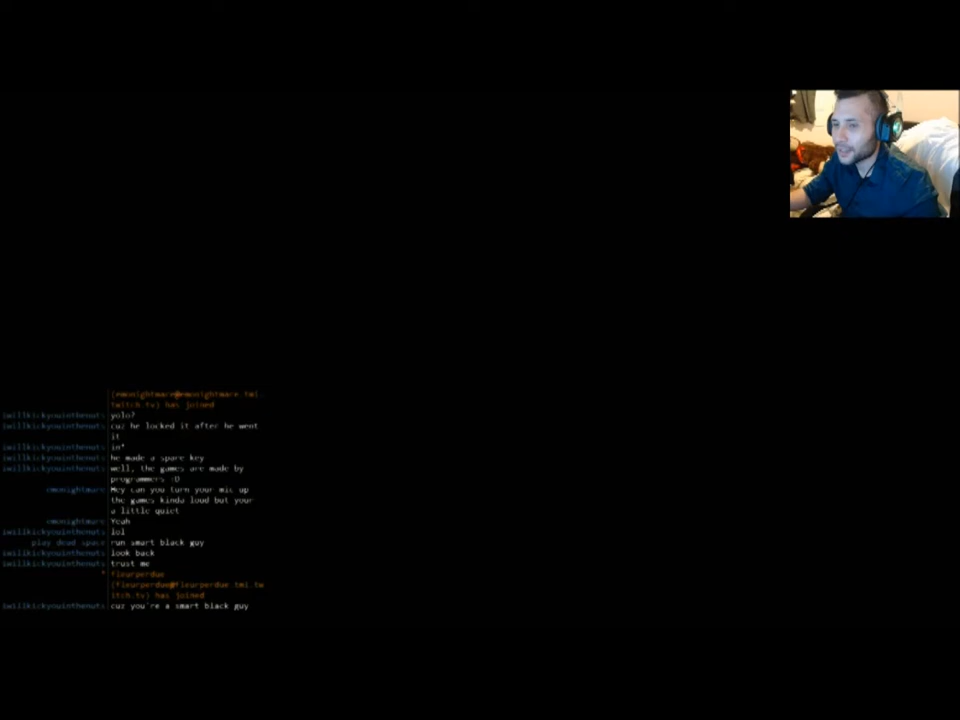 (emonightmare@emonightmare.tmi.
twitch.tv) has joined
iwillkickyouinthenuts yolo?
iwillkickyouinthenuts cuz he locked it after he went
it
iwillkickyouinthenuts in*
iwillkickyouinthenuts he made a spare key
iwillkickyouinthenuts well, the games are made by
programmers :D
emonightmare Hey can you turn your mic up
the games kinda loud but your
a little quiet
emonightmare Yeah
iwillkickyouinthenuts lol
play_dead_space run smart black guy
iwillkickyouinthenuts look back
iwillkickyouinthenuts trust me
* fleurperdue
(fleurperdue@fleurperdue.tmi.tw
itch.tv) has joined
iwillkickyouinthenuts cuz you're a smart black guy